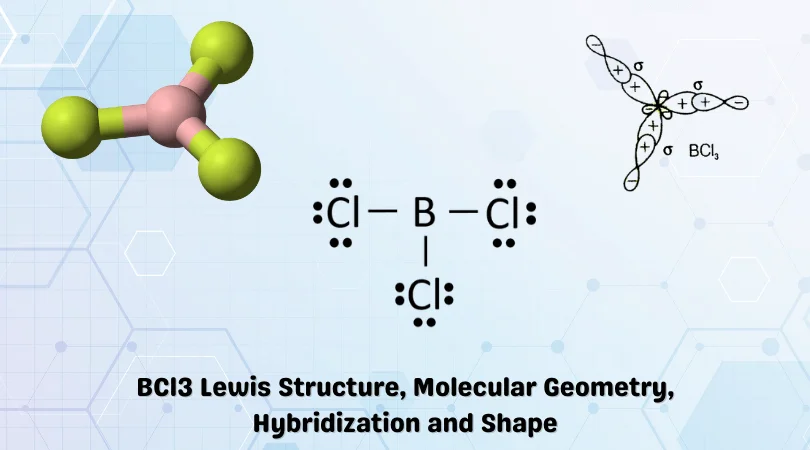 σ
σ
σ BCl₃
Cl — B — Cl
Cl
BCl3 Lewis Structure, Molecular Geometry,
Hybridization and Shape